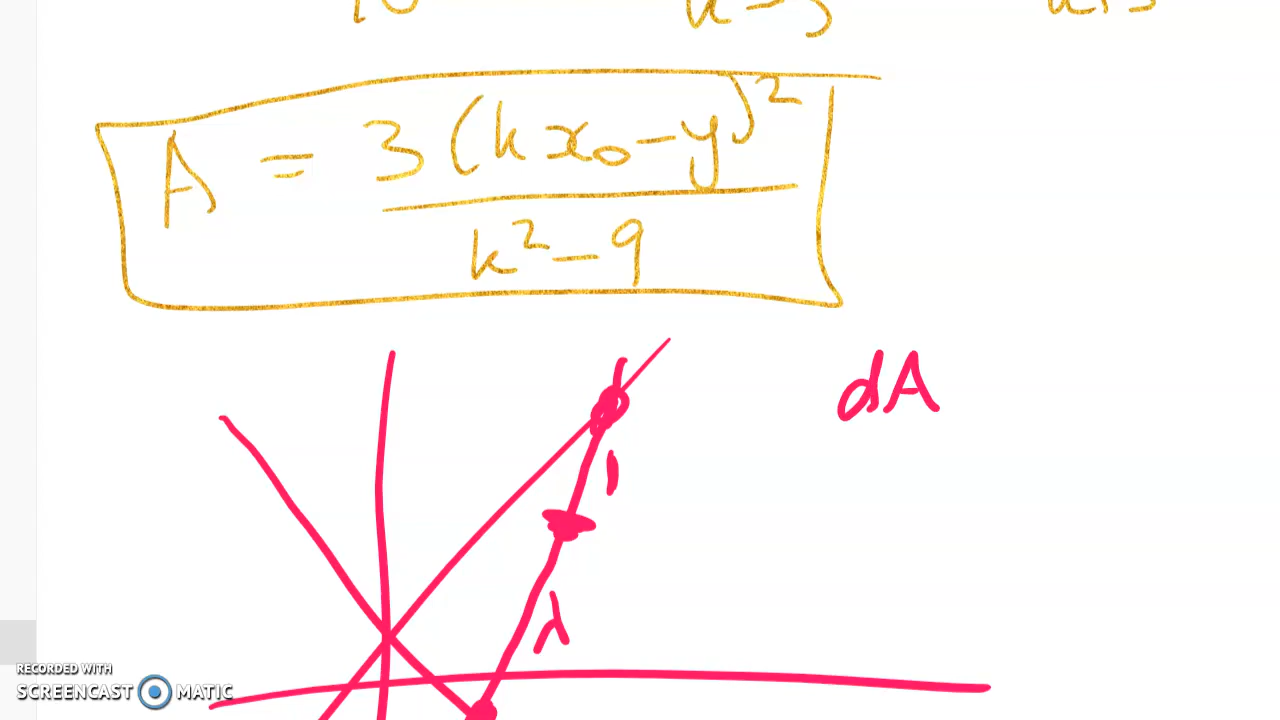 A = 3(kx₀-y)²
k²-9
dA
1
λ
RECORDED WITH
SCREENCAST MATIC